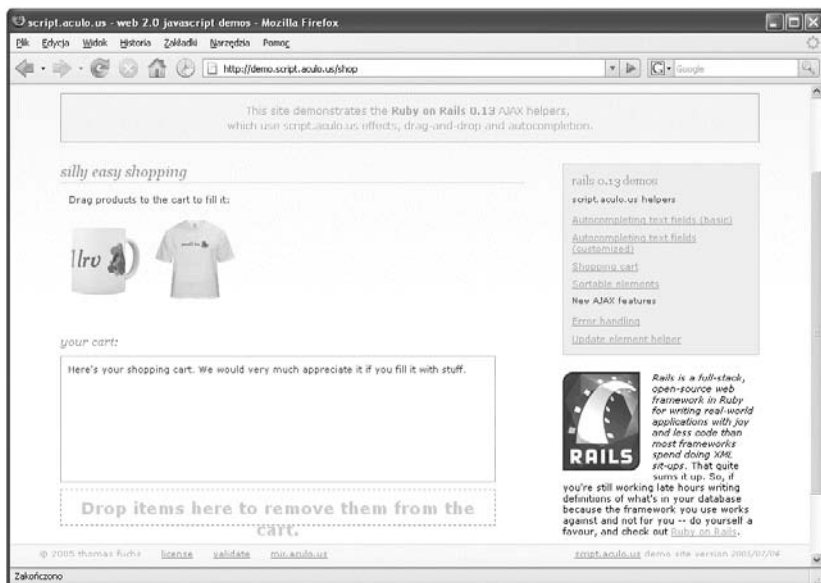 script.aculo.us - web 2.0 javascript demos - Mozilla Firefox
Plik Edycja Widok Historia Zakładki Narzędzia Pomoc
http://demo.script.aculo.us/shop
Google
This site demonstrates the Ruby on Rails 0.13 AJAX helpers,
which use script.aculo.us effects, drag-and-drop and autocompletion.
silly easy shopping
Drag products to the cart to fill it:
your cart:
Here's your shopping cart. We would very much appreciate it if you fill it with stuff.
Drop items here to remove them from the
cart.
rails 0.13 demos
script.aculo.us helpers
Autocompleting text fields (basic)
Autocompleting text fields
(customized)
Shopping cart
Sortable elements
New AJAX features
Error handling
Update element helper
RAILS
Rails is a full-stack,
open-source web
framework in Ruby
for writing real-world
applications with joy
and less code than
most frameworks
spend doing XML
sit-ups. That quite
sums it up. So, if
you're still working late hours writing
definitions of what's in your database
because the framework you use works
against and not for you -- do yourself a
favour, and check out Ruby on Rails.
© 2005 thomas fuchs license validate mir.aculo.us
script.aculo.us demo site version 2005/07/04
Zakończono